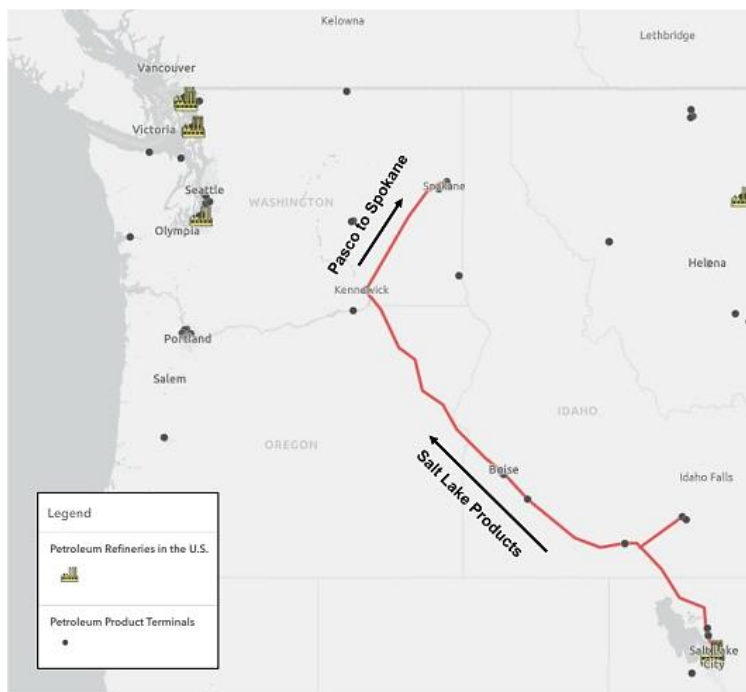 Kelowna
Lethbridge
Vancouver
Victoria
Seattle
WASHINGTON
Spokane
Olympia
Pasco to Spokane
Helena
Kennewick
Portland
Salem
IDAHO
OREGON
Boise
Idaho Falls
Salt Lake Products
Legend
Petroleum Refineries in the U.S.
Petroleum Product Terminals
Salt Lake
City